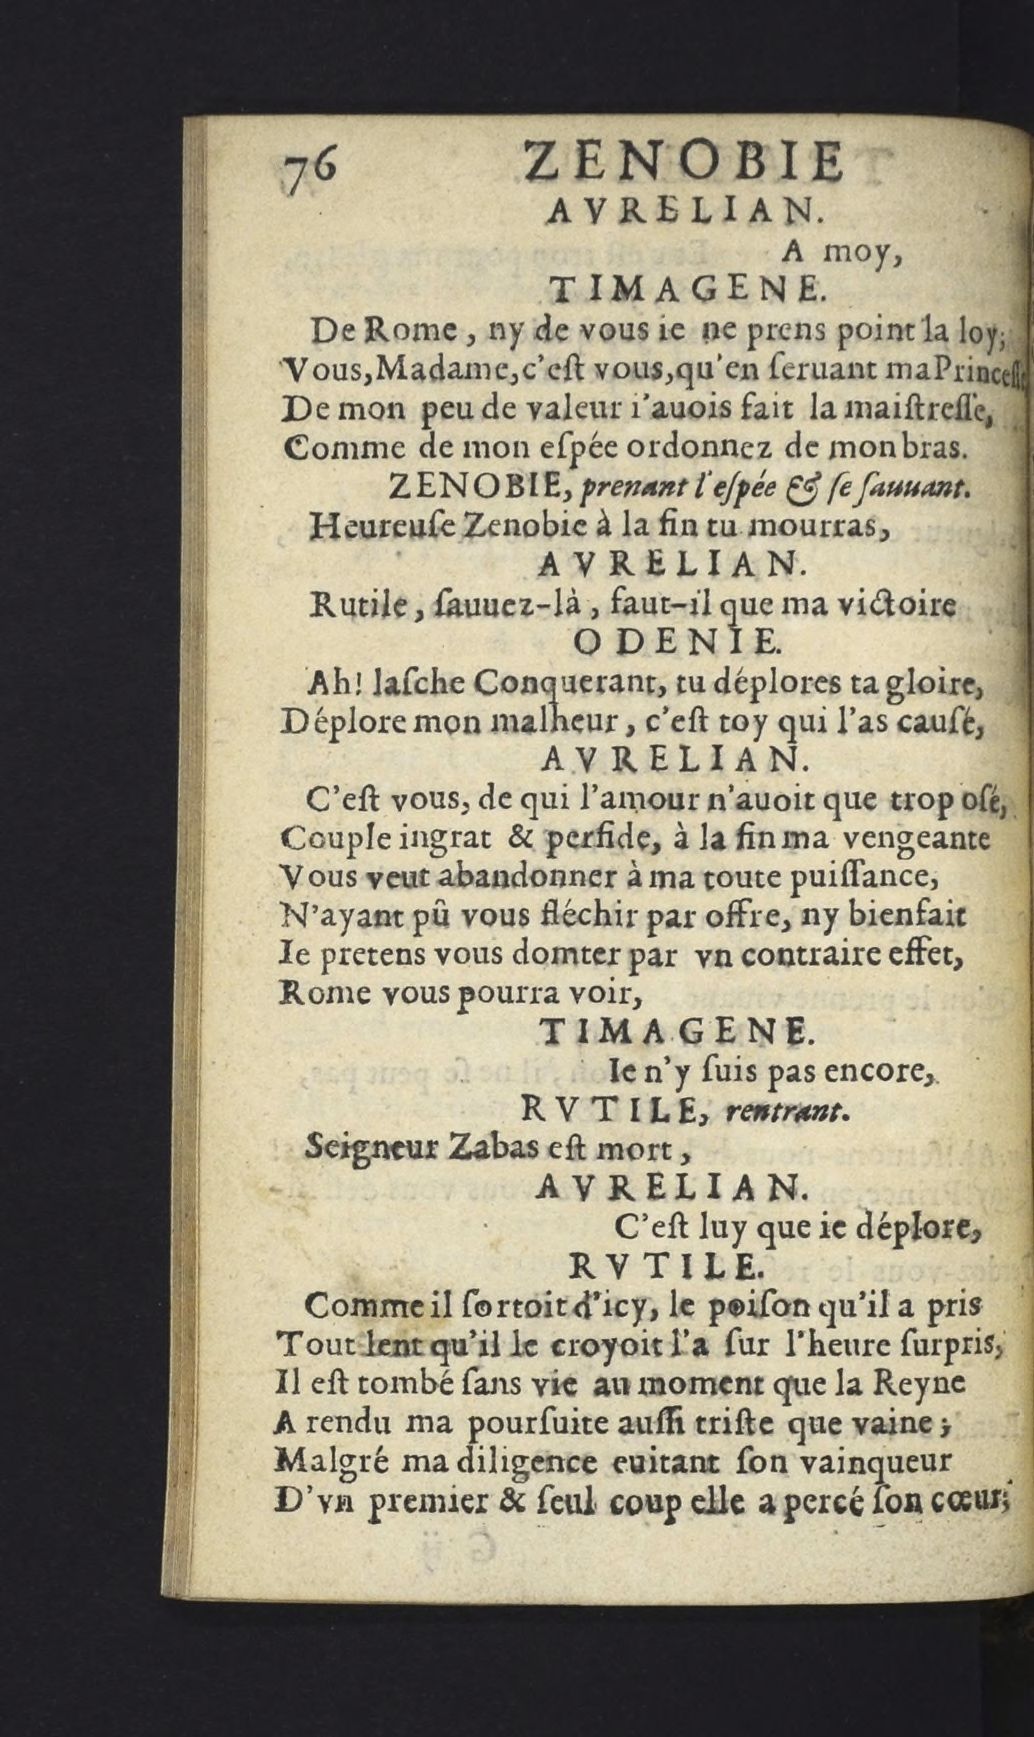 76 ZENOBIE
AVRELIAN.
A moy,
TIMAGENE.
De Rome, ny de vous ie ne prens point la loy;
Vous, Madame, c'eſt vous, qu'en ſeruant ma Princeſſe
De mon peu de valeur i'auois fait la maiſtreſſe,
Comme de mon eſpée ordonnez de mon bras.
ZENOBIE, prenant l'eſpée & ſe ſauuant.
Heureuſe Zenobie à la fin tu mourras,
AVRELIAN.
Rutile, ſauuez-là, faut-il que ma victoire
ODENIE.
Ah! laſche Conquerant, tu déplores ta gloire,
Déplore mon malheur, c'eſt toy qui l'as cauſé,
AVRELIAN.
C'eſt vous, de qui l'amour n'auoit que trop oſé,
Couple ingrat & perfide, à la fin ma vengeante
Vous veut abandonner à ma toute puiſſance,
N'ayant pû vous fléchir par offre, ny bienfait
Ie pretens vous domter par vn contraire effet,
Rome vous pourra voir,
TIMAGENE.
Ie n'y ſuis pas encore,
RVTILE, rentrant.
Seigneur Zabas eſt mort,
AVRELIAN.
C'eſt luy que ie déplore,
RVTILE.
Comme il ſortoit d'icy, le poiſon qu'il a pris
Tout lent qu'il le croyoit l'a ſur l'heure ſurpris,
Il eſt tombé ſans vie au moment que la Reyne
A rendu ma pourſuite auſſi triſte que vaine;
Malgré ma diligence euitant ſon vainqueur
D'vn premier & ſeul coup elle a percé ſon cœur;